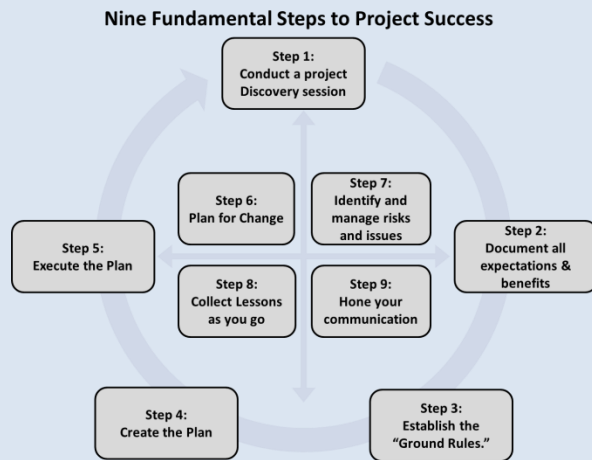 Nine Fundamental Steps to Project Success
Step 1:
Conduct a project
Discovery session
Step 6:
Plan for Change
Step 7:
Identify and
manage risks
and issues
Step 5:
Execute the Plan
Step 2:
Document all
expectations &
benefits
Step 8:
Collect Lessons
as you go
Step 9:
Hone your
communication
Step 4:
Create the Plan
Step 3:
Establish the
“Ground Rules.”